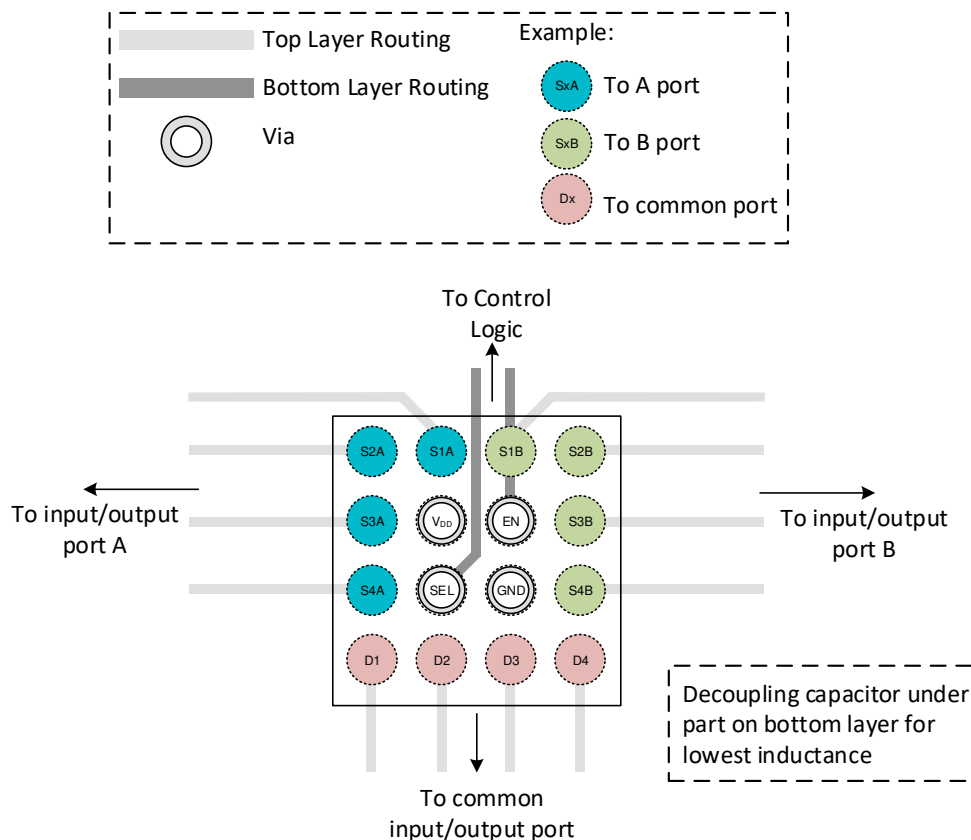 Top Layer Routing
Bottom Layer Routing
Via
Example:
SxA
To A port
SxB
To B port
Dx
To common port
To Control
Logic
To input/output
port A
To input/output
port B
S2A
S1A
S1B
S2B
S3A
VDD
EN
S3B
S4A
SEL
GND
S4B
D1
D2
D3
D4
Decoupling capacitor under
part on bottom layer for
lowest inductance
To common
input/output port